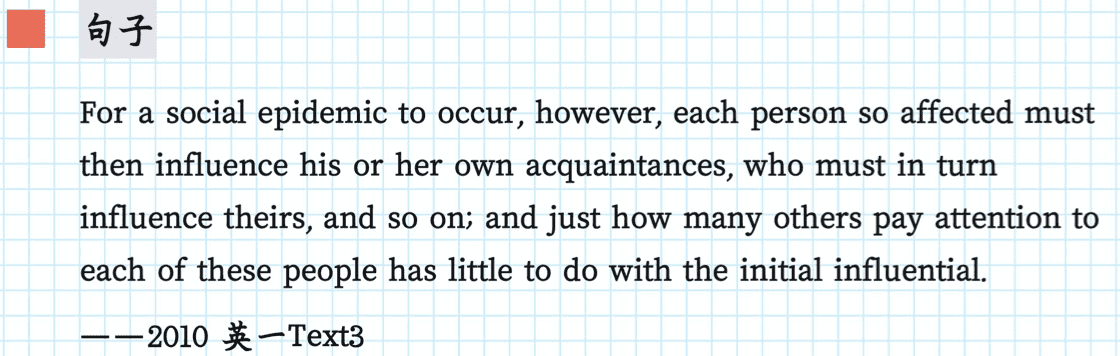 句子
For a social epidemic to occur, however, each person so affected must
then influence his or her own acquaintances, who must in turn
influence theirs, and so on; and just how many others pay attention to
each of these people has little to do with the initial influential.
——2010 英一Text3